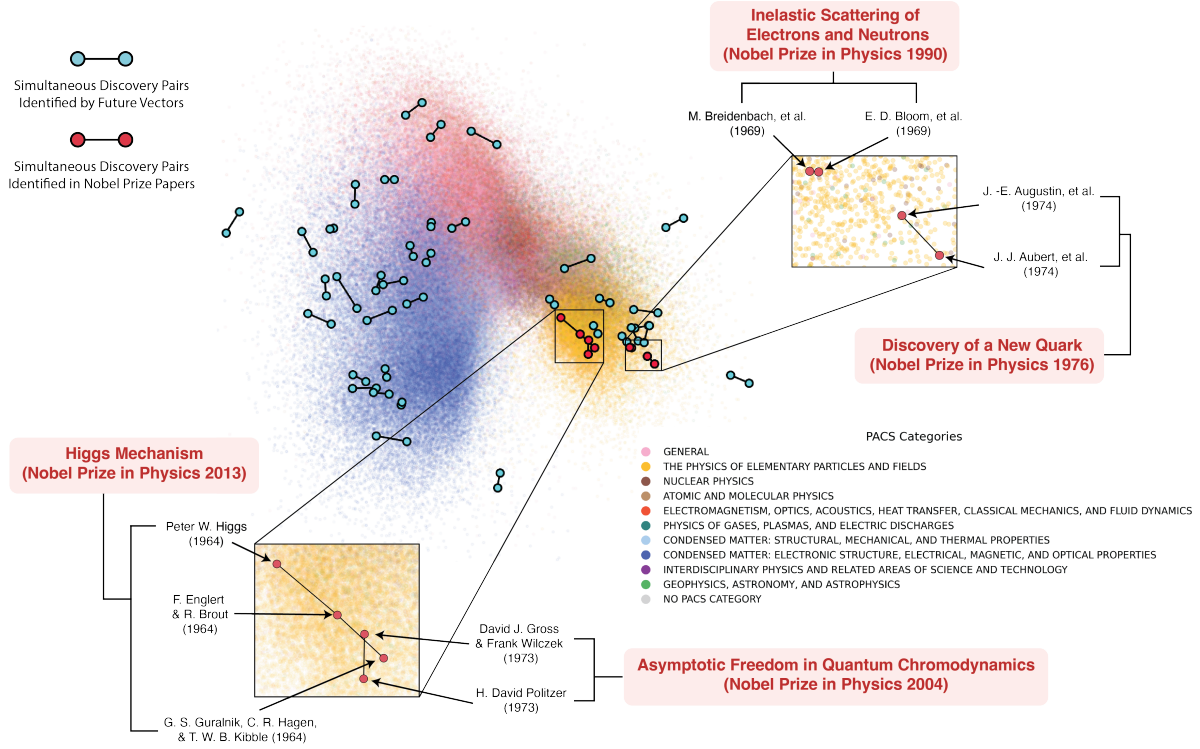 Simultaneous Discovery Pairs
Identified by Future Vectors
Simultaneous Discovery Pairs
Identified in Nobel Prize Papers
Inelastic Scattering of
Electrons and Neutrons
(Nobel Prize in Physics 1990)
M. Breidenbach, et al.
(1969)
E. D. Bloom, et al.
(1969)
J. -E. Augustin, et al.
(1974)
J. J. Aubert, et al.
(1974)
Discovery of a New Quark
(Nobel Prize in Physics 1976)
PACS Categories
GENERAL
THE PHYSICS OF ELEMENTARY PARTICLES AND FIELDS
NUCLEAR PHYSICS
ATOMIC AND MOLECULAR PHYSICS
ELECTROMAGNETISM, OPTICS, ACOUSTICS, HEAT TRANSFER, CLASSICAL MECHANICS, AND FLUID DYNAMICS
PHYSICS OF GASES, PLASMAS, AND ELECTRIC DISCHARGES
CONDENSED MATTER: STRUCTURAL, MECHANICAL, AND THERMAL PROPERTIES
CONDENSED MATTER: ELECTRONIC STRUCTURE, ELECTRICAL, MAGNETIC, AND OPTICAL PROPERTIES
INTERDISCIPLINARY PHYSICS AND RELATED AREAS OF SCIENCE AND TECHNOLOGY
GEOPHYSICS, ASTRONOMY, AND ASTROPHYSICS
NO PACS CATEGORY
Higgs Mechanism
(Nobel Prize in Physics 2013)
Peter W. Higgs
(1964)
F. Englert
& R. Brout
(1964)
G. S. Guralnik, C. R. Hagen,
& T. W. B. Kibble (1964)
David J. Gross
& Frank Wilczek
(1973)
H. David Politzer
(1973)
Asymptotic Freedom in Quantum Chromodynamics
(Nobel Prize in Physics 2004)